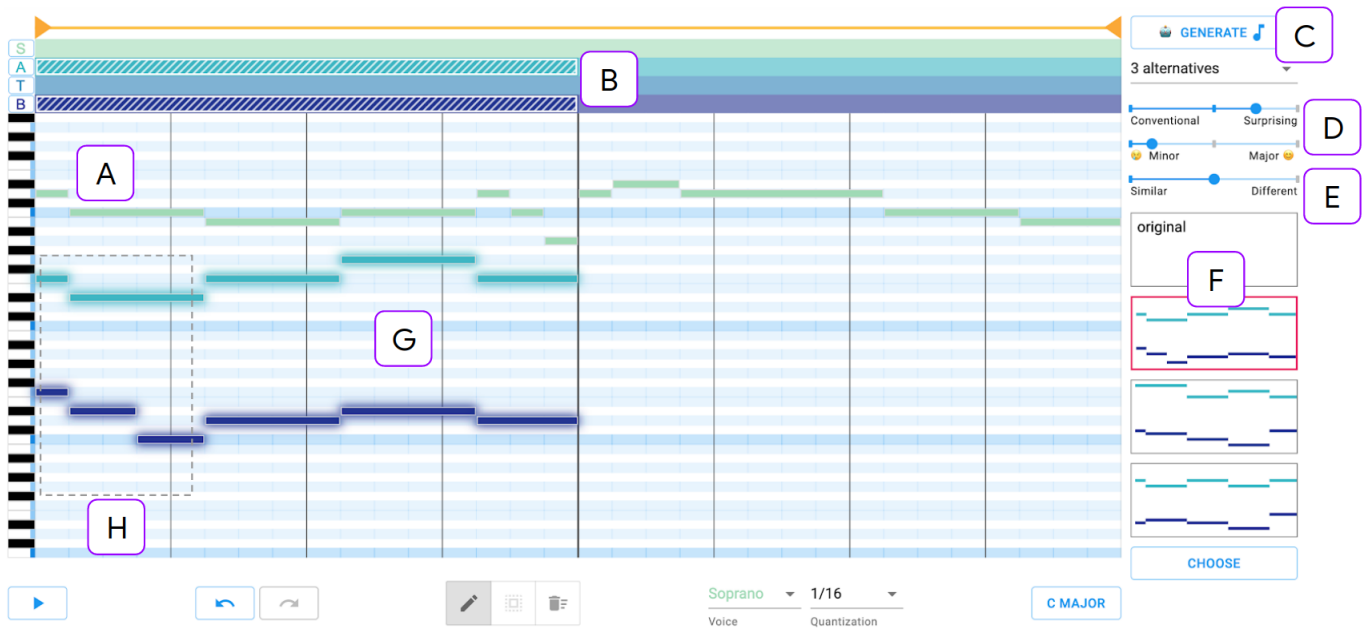 S
A
T
B
B
GENERATE
C
3 alternatives
Conventional
Surprising
D
Minor
Major
Similar
Different
E
original
A
F
G
H
CHOOSE
Soprano
1/16
C MAJOR
Voice
Quantization